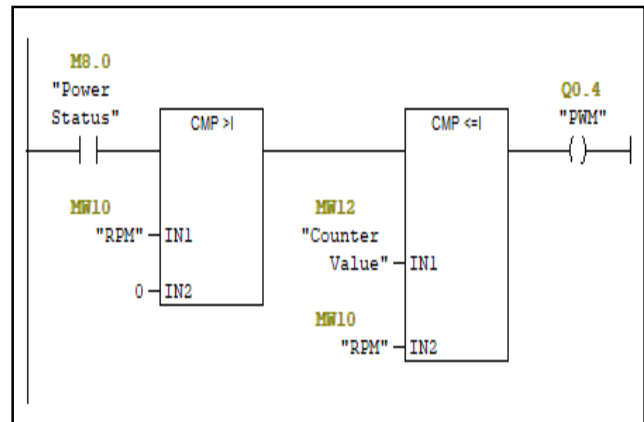 M8.0
"Power
Status"
CMP >I
MW10
"RPM"
IN1
0
IN2
MW12
"Counter
Value"
CMP <=I
IN1
MW10
"RPM"
IN2
Q0.4
"PWM"